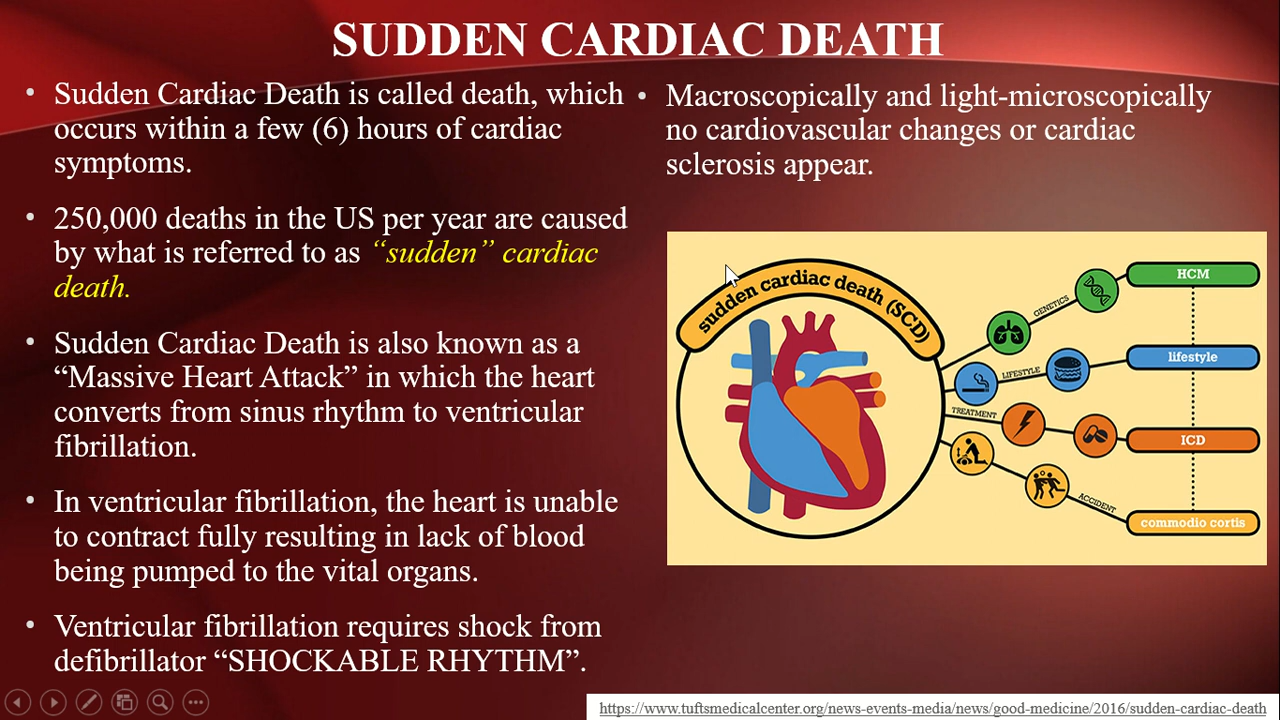 SUDDEN CARDIAC DEATH
• Sudden Cardiac Death is called death, which
occurs within a few (6) hours of cardiac
symptoms.
• 250,000 deaths in the US per year are caused
by what is referred to as “sudden” cardiac
death.
• Sudden Cardiac Death is also known as a
“Massive Heart Attack” in which the heart
converts from sinus rhythm to ventricular
fibrillation.
• In ventricular fibrillation, the heart is unable
to contract fully resulting in lack of blood
being pumped to the vital organs.
• Ventricular fibrillation requires shock from
defibrillator “SHOCKABLE RHYTHM”.
• Macroscopically and light-microscopically
no cardiovascular changes or cardiac
sclerosis appear.
sudden cardiac death (SCD)
GENETICS
HCM
LIFESTYLE
lifestyle
TREATMENT
ICD
ACCIDENT
commodio cortis
https://www.tuftsmedicalcenter.org/news-events-media/news/good-medicine/2016/sudden-cardiac-death